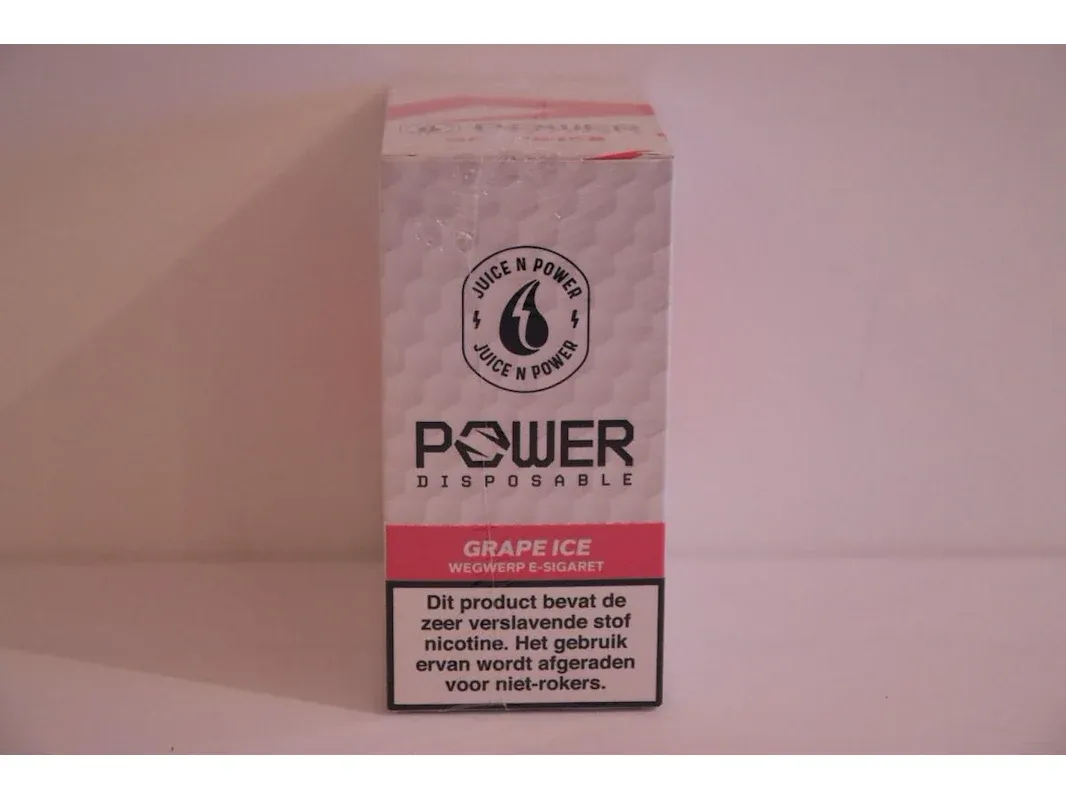 POWER
JUICE N POWER
JUICE N POWER
POWER
DISPOSABLE
GRAPE ICE
WEGWERP E-SIGARET
Dit product bevat de
zeer verslavende stof
nicotine. Het gebruik
ervan wordt afgeraden
voor niet-rokers.